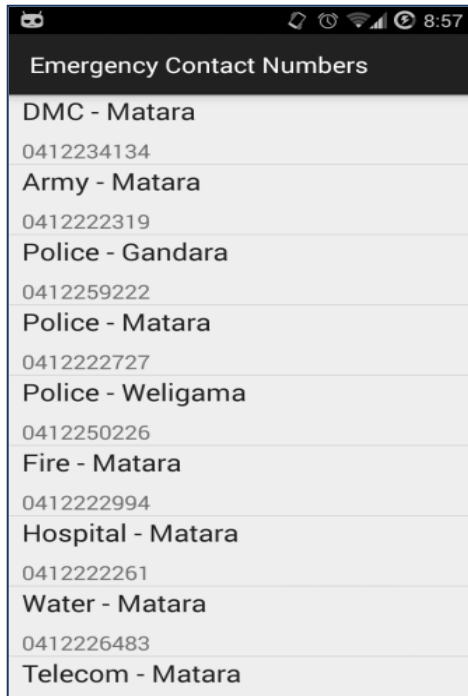 8:57
Emergency Contact Numbers
DMC - Matara
0412234134
Army - Matara
0412222319
Police - Gandara
0412259222
Police - Matara
0412222727
Police - Weligama
0412250226
Fire - Matara
0412222994
Hospital - Matara
0412222261
Water - Matara
0412226483
Telecom - Matara